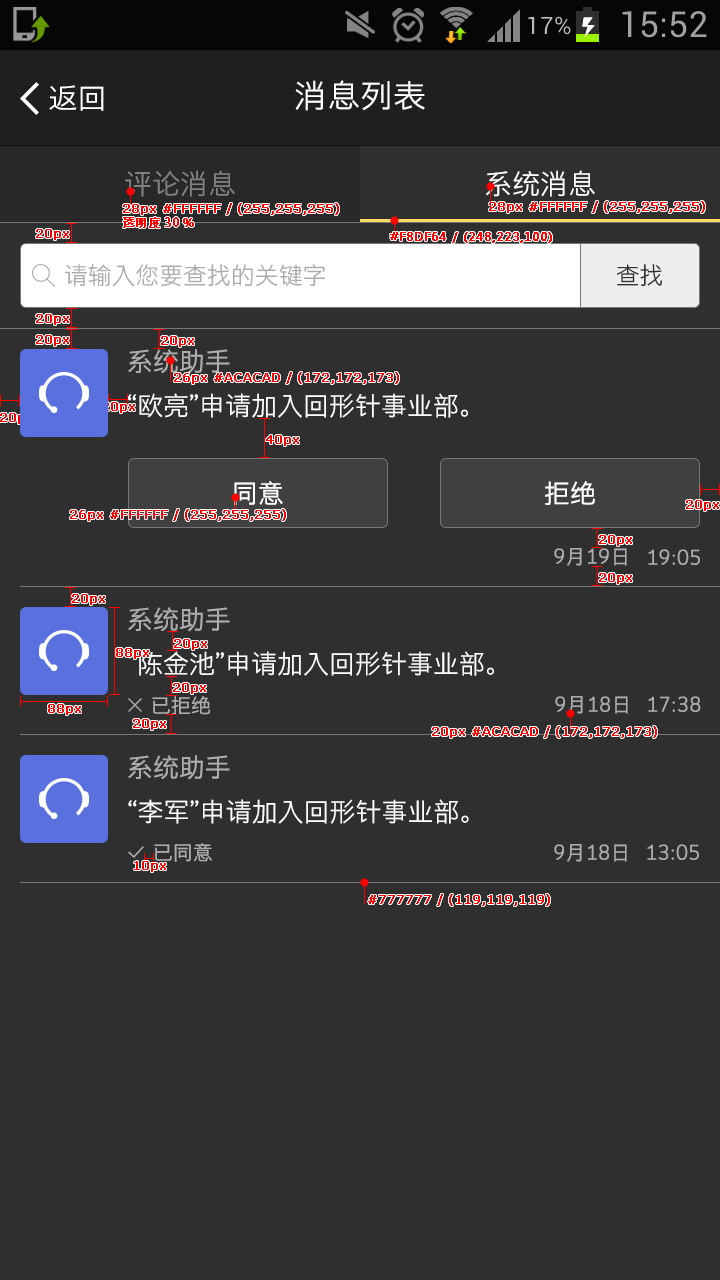 17% 15:52
返回 消息列表
评论消息 系统消息
28px #FFFFFF / (255,255,255) 28px #FFFFFF / (255,255,255)
透明度 30 %
20px #F8DF64 / (248,223,100)
请输入您要查找的关键字 查找
20px
20px 20px
系统助手
26px #ACACAD / (172,172,173)
20px 20px “欧亮”申请加入回形针事业部。
40px
同意 拒绝
26px #FFFFFF / (255,255,255) 20px
20px
9月19日 19:05
20px
20px
系统助手
20px
88px 陈金池”申请加入回形针事业部。
20px
88px 已拒绝 9月18日 17:38
20px 20px #ACACAD / (172,172,173)
系统助手
“李军”申请加入回形针事业部。
已同意 9月18日 13:05
10px
#777777 / (119,119,119)